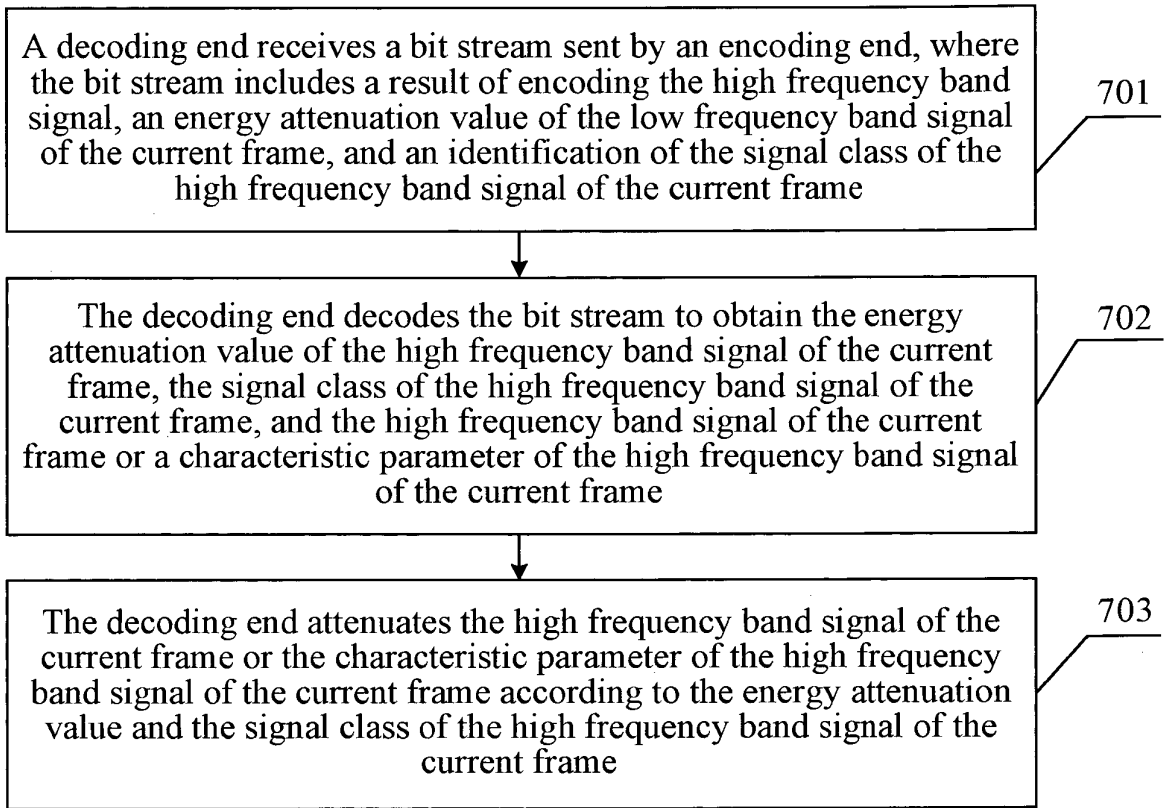 A decoding end receives a bit stream sent by an encoding end, where
the bit stream includes a result of encoding the high frequency band
signal, an energy attenuation value of the low frequency band signal
of the current frame, and an identification of the signal class of the
high frequency band signal of the current frame
701
The decoding end decodes the bit stream to obtain the energy
attenuation value of the high frequency band signal of the current
frame, the signal class of the high frequency band signal of the
current frame, and the high frequency band signal of the current
frame or a characteristic parameter of the high frequency band signal
of the current frame
702
The decoding end attenuates the high frequency band signal of the
current frame or the characteristic parameter of the high frequency
band signal of the current frame according to the energy attenuation
value and the signal class of the high frequency band signal of the
current frame
703